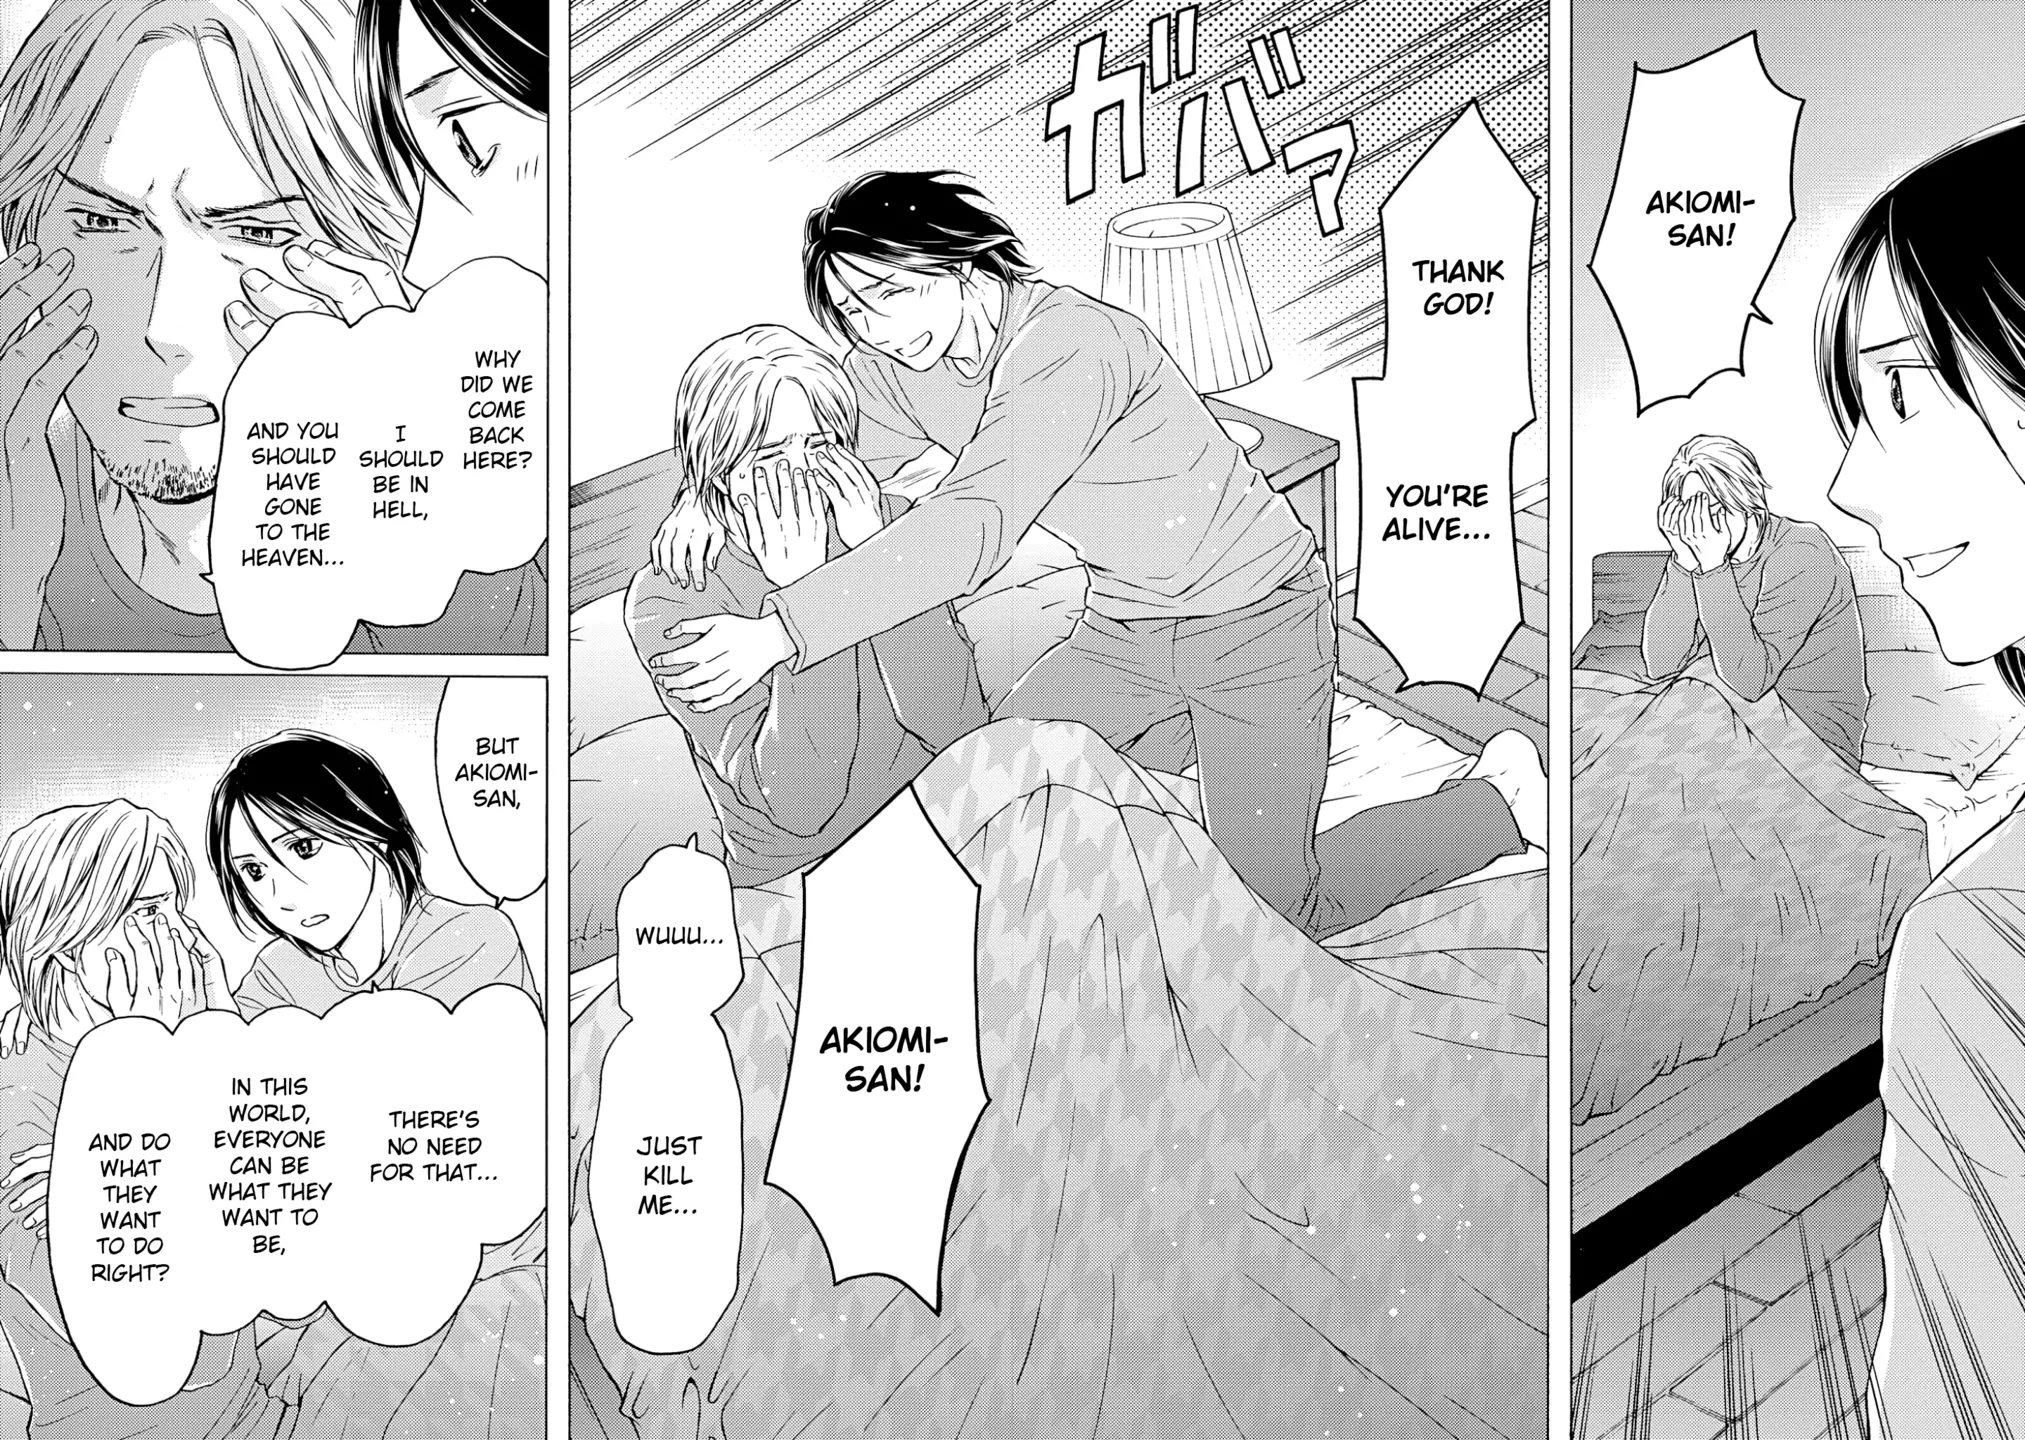 AKIOMI-
SAN!
ガバァ
THANK
GOD!
YOU'RE
ALIVE...
AKIOMI-
SAN!
WUUU...
JUST
KILL
ME...
WHY
DID WE
COME
BACK
HERE?
I
SHOULD
BE IN
HELL,
AND YOU
SHOULD
HAVE
GONE
TO THE
HEAVEN...
BUT
AKIOMI-
SAN,
THERE'S
NO NEED
FOR THAT...
IN THIS
WORLD,
EVERYONE
CAN BE
WHAT THEY
WANT TO
BE,
AND DO
WHAT
THEY
WANT
TO DO
RIGHT?